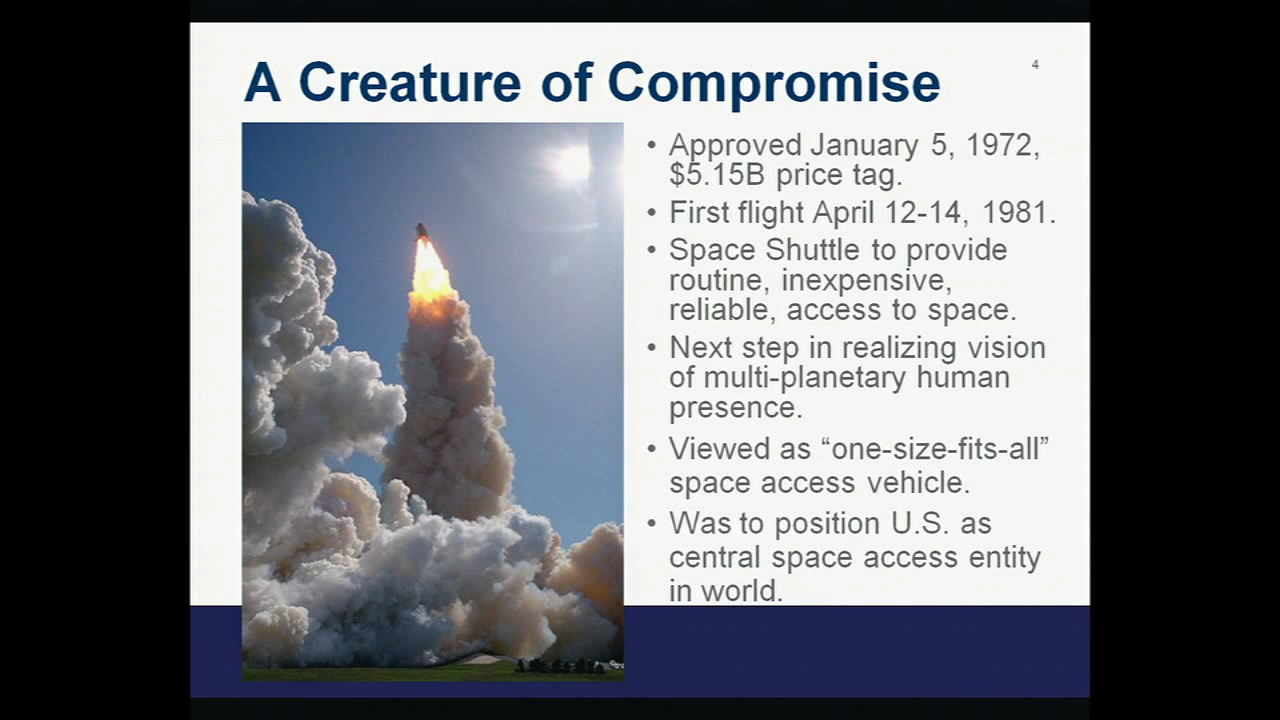 A Creature of Compromise
4
• Approved January 5, 1972,
$5.15B price tag.
• First flight April 12-14, 1981.
• Space Shuttle to provide
routine, inexpensive,
reliable, access to space.
• Next step in realizing vision
of multi-planetary human
presence.
• Viewed as “one-size-fits-all”
space access vehicle.
• Was to position U.S. as
central space access entity
in world.